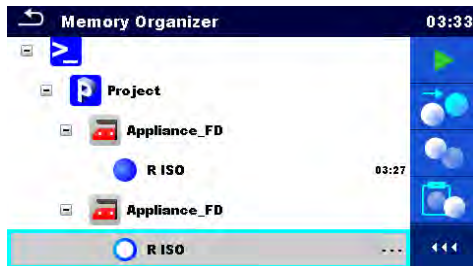 Memory Organizer 03:33
>_
Project
Appliance_FD
R ISO 03:27
Appliance_FD
R ISO ---